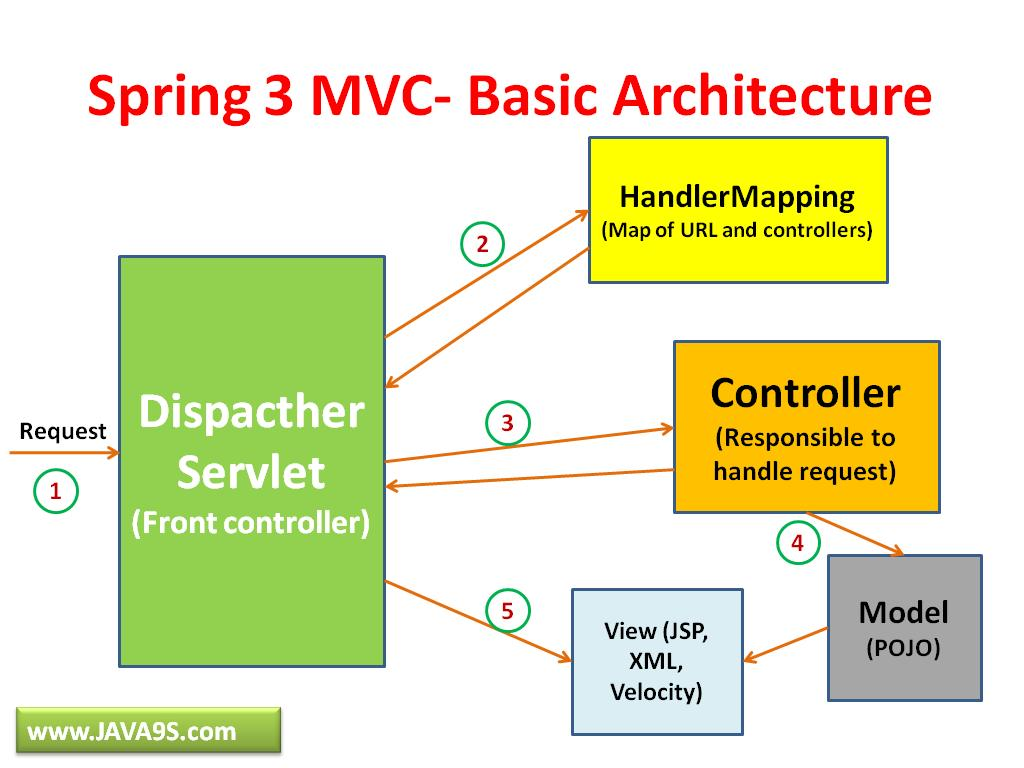 Spring 3 MVC- Basic Architecture
HandlerMapping
(Map of URL and controllers)
2
Dispacther
Servlet
(Front controller)
Request
1
3
Controller
(Responsible to
handle request)
4
Model
(POJO)
5
View (JSP,
XML,
Velocity)
www.JAVA9S.com